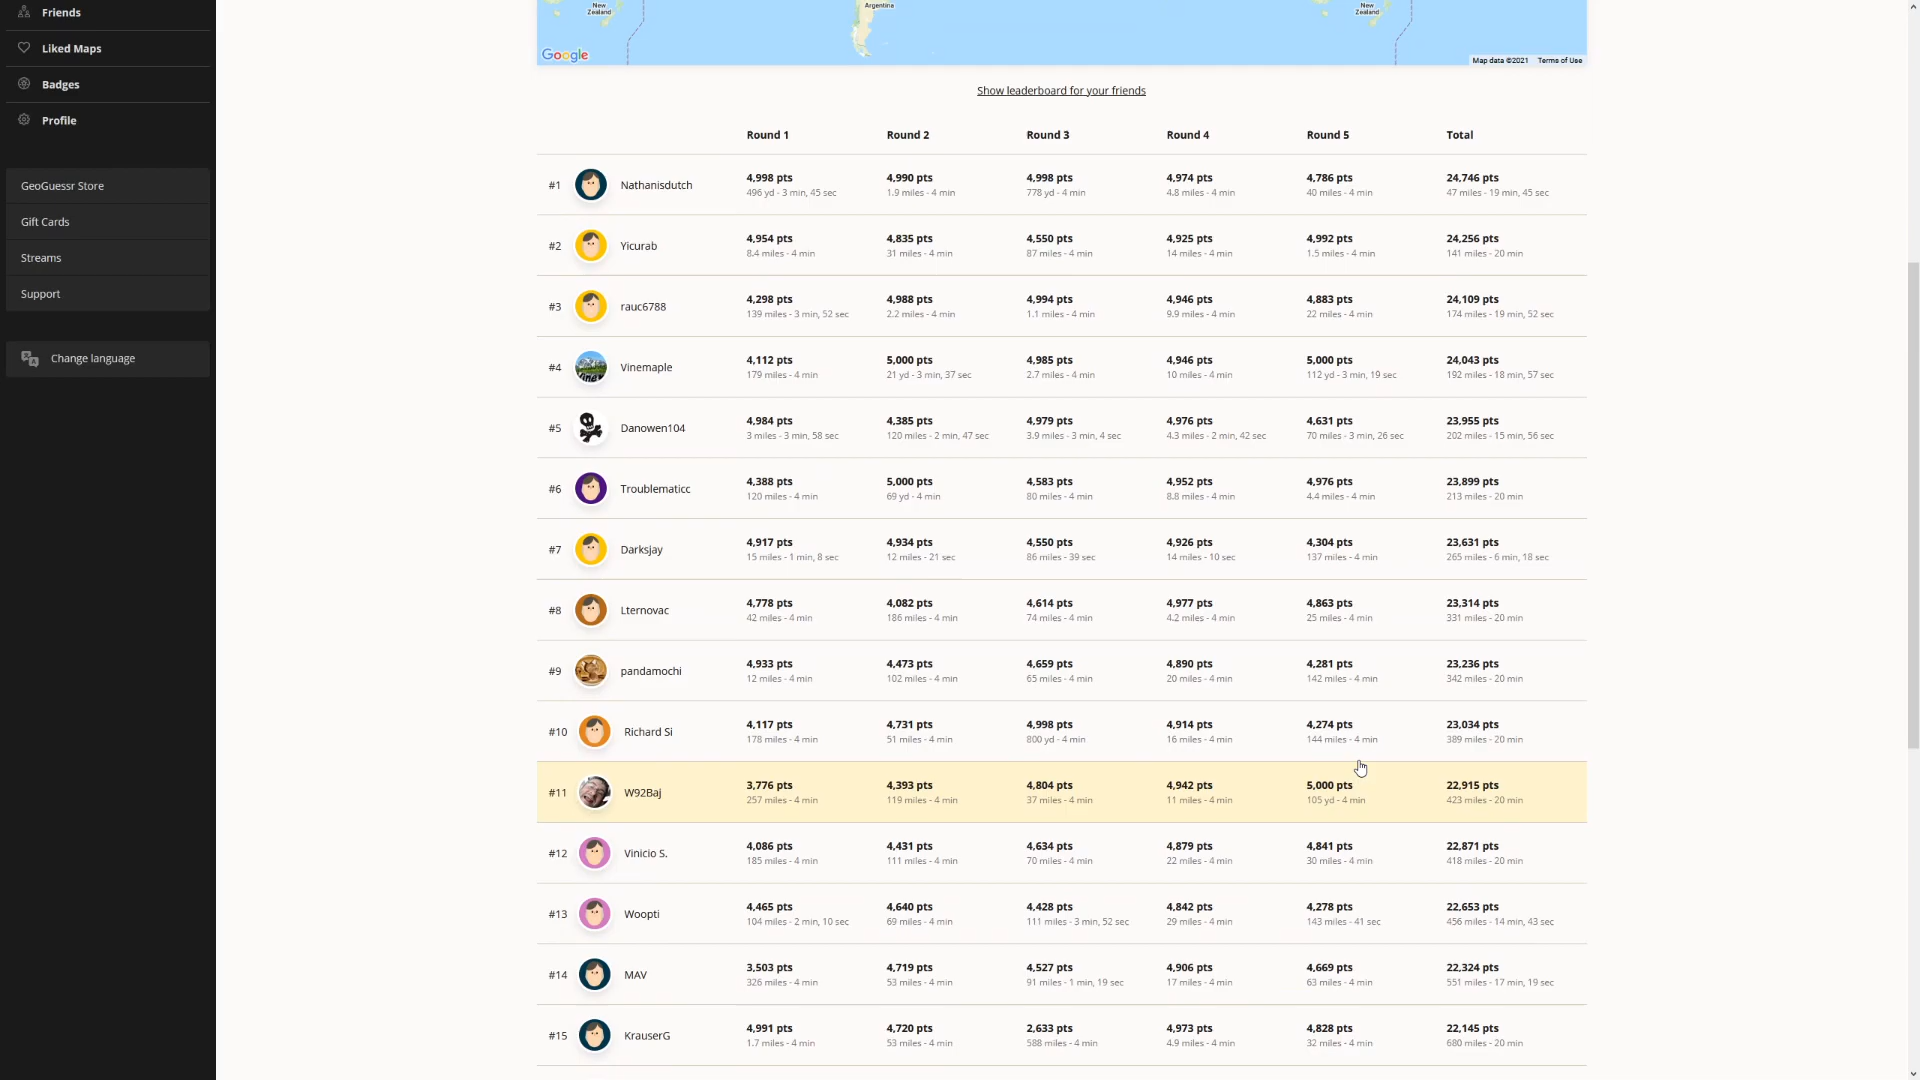 Friends
Liked Maps
Badges
Profile
GeoGuessr Store
Gift Cards
Streams
Support
Change language
New
Zealand
Argentina
New
Zealand
Google
Map data ©2021 Terms of Use
Show leaderboard for your friends
Round 1 Round 2 Round 3 Round 4 Round 5 Total
#1 Nathanisdutch 4,998 pts 4,990 pts 4,998 pts 4,974 pts 4,786 pts 24,746 pts
496 yd - 3 min, 45 sec 1.9 miles - 4 min 778 yd - 4 min 4.8 miles - 4 min 40 miles - 4 min 47 miles - 19 min, 45 sec
#2 Yicurab 4,954 pts 4,835 pts 4,550 pts 4,925 pts 4,992 pts 24,256 pts
8.4 miles - 4 min 31 miles - 4 min 87 miles - 4 min 14 miles - 4 min 1.5 miles - 4 min 141 miles - 20 min
#3 rauc6788 4,298 pts 4,988 pts 4,994 pts 4,946 pts 4,883 pts 24,109 pts
139 miles - 3 min, 52 sec 2.2 miles - 4 min 1.1 miles - 4 min 9.9 miles - 4 min 22 miles - 4 min 174 miles - 19 min, 52 sec
#4 Vinemaple 4,112 pts 5,000 pts 4,985 pts 4,946 pts 5,000 pts 24,043 pts
179 miles - 4 min 21 yd - 3 min, 37 sec 2.7 miles - 4 min 10 miles - 4 min 112 yd - 3 min, 19 sec 192 miles - 18 min, 57 sec
#5 Danowen104 4,984 pts 4,385 pts 4,979 pts 4,976 pts 4,631 pts 23,955 pts
3 miles - 3 min, 58 sec 120 miles - 2 min, 47 sec 3.9 miles - 3 min, 4 sec 4.3 miles - 2 min, 42 sec 70 miles - 3 min, 26 sec 202 miles - 15 min, 56 sec
#6 Troublematicc 4,388 pts 5,000 pts 4,583 pts 4,952 pts 4,976 pts 23,899 pts
120 miles - 4 min 69 yd - 4 min 80 miles - 4 min 8.8 miles - 4 min 4.4 miles - 4 min 213 miles - 20 min
#7 Darksjay 4,917 pts 4,934 pts 4,550 pts 4,926 pts 4,304 pts 23,631 pts
15 miles - 1 min, 8 sec 12 miles - 21 sec 86 miles - 39 sec 14 miles - 10 sec 137 miles - 4 min 265 miles - 6 min, 18 sec
#8 Lternovac 4,778 pts 4,082 pts 4,614 pts 4,977 pts 4,863 pts 23,314 pts
42 miles - 4 min 186 miles - 4 min 74 miles - 4 min 4.2 miles - 4 min 25 miles - 4 min 331 miles - 20 min
#9 pandamochi 4,933 pts 4,473 pts 4,659 pts 4,890 pts 4,281 pts 23,236 pts
12 miles - 4 min 102 miles - 4 min 65 miles - 4 min 20 miles - 4 min 142 miles - 4 min 342 miles - 20 min
#10 Richard Si 4,117 pts 4,731 pts 4,998 pts 4,914 pts 4,274 pts 23,034 pts
178 miles - 4 min 51 miles - 4 min 800 yd - 4 min 16 miles - 4 min 144 miles - 4 min 389 miles - 20 min
#11 W92Baj 3,776 pts 4,393 pts 4,804 pts 4,942 pts 5,000 pts 22,915 pts
257 miles - 4 min 119 miles - 4 min 37 miles - 4 min 11 miles - 4 min 105 yd - 4 min 423 miles - 20 min
#12 Vinicio S. 4,086 pts 4,431 pts 4,634 pts 4,879 pts 4,841 pts 22,871 pts
185 miles - 4 min 111 miles - 4 min 70 miles - 4 min 22 miles - 4 min 30 miles - 4 min 418 miles - 20 min
#13 Woopti 4,465 pts 4,640 pts 4,428 pts 4,842 pts 4,278 pts 22,653 pts
104 miles - 2 min, 10 sec 69 miles - 4 min 111 miles - 3 min, 52 sec 29 miles - 4 min 143 miles - 41 sec 456 miles - 14 min, 43 sec
#14 MAV 3,503 pts 4,719 pts 4,527 pts 4,906 pts 4,669 pts 22,324 pts
326 miles - 4 min 53 miles - 4 min 91 miles - 1 min, 19 sec 17 miles - 4 min 63 miles - 4 min 551 miles - 17 min, 19 sec
#15 KrauserG 4,991 pts 4,720 pts 2,633 pts 4,973 pts 4,828 pts 22,145 pts
1.7 miles - 4 min 53 miles - 4 min 588 miles - 4 min 4.9 miles - 4 min 32 miles - 4 min 680 miles - 20 min